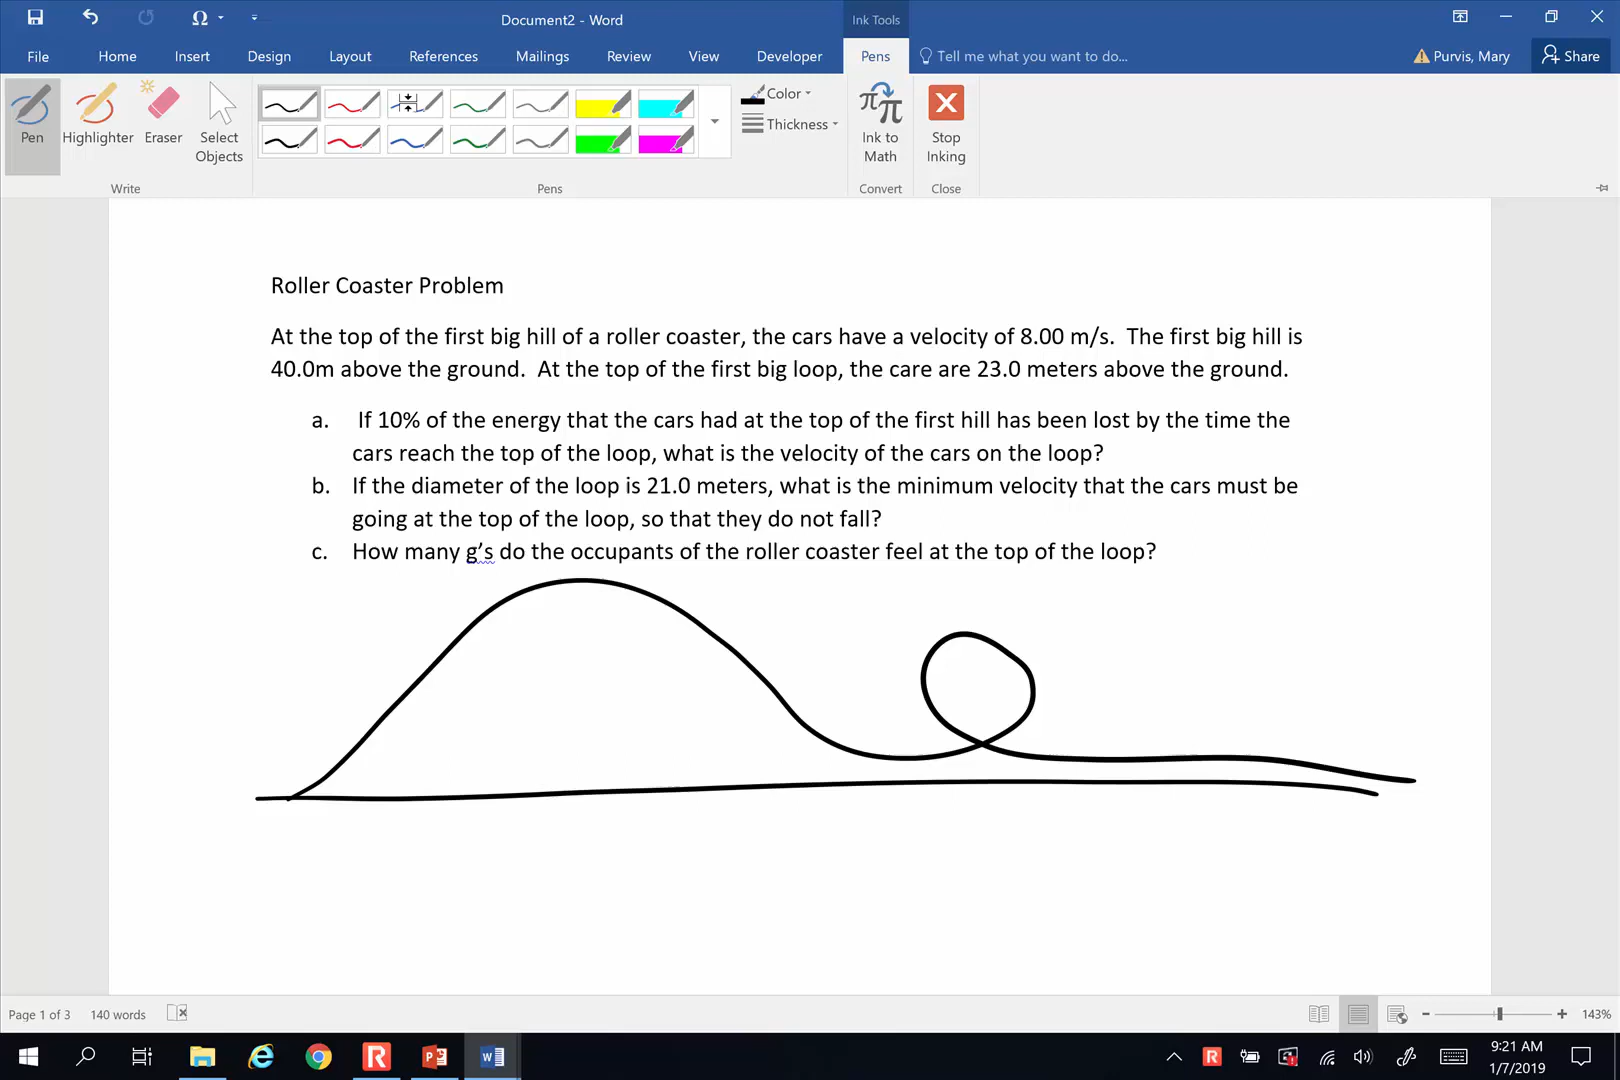 Document2 - Word
Ink Tools
File Home Insert Design Layout References Mailings Review View Developer Pens Tell me what you want to do... Purvis, Mary Share
Pen Highlighter Eraser Select Objects
Write
Pens
Color
Thickness
Ink to Math
Convert
Stop Inking
Close
Roller Coaster Problem
At the top of the first big hill of a roller coaster, the cars have a velocity of 8.00 m/s. The first big hill is
40.0m above the ground. At the top of the first big loop, the care are 23.0 meters above the ground.
a. If 10% of the energy that the cars had at the top of the first hill has been lost by the time the
cars reach the top of the loop, what is the velocity of the cars on the loop?
b. If the diameter of the loop is 21.0 meters, what is the minimum velocity that the cars must be
going at the top of the loop, so that they do not fall?
c. How many g's do the occupants of the roller coaster feel at the top of the loop?
Page 1 of 3 140 words 143%
9:21 AM
1/7/2019